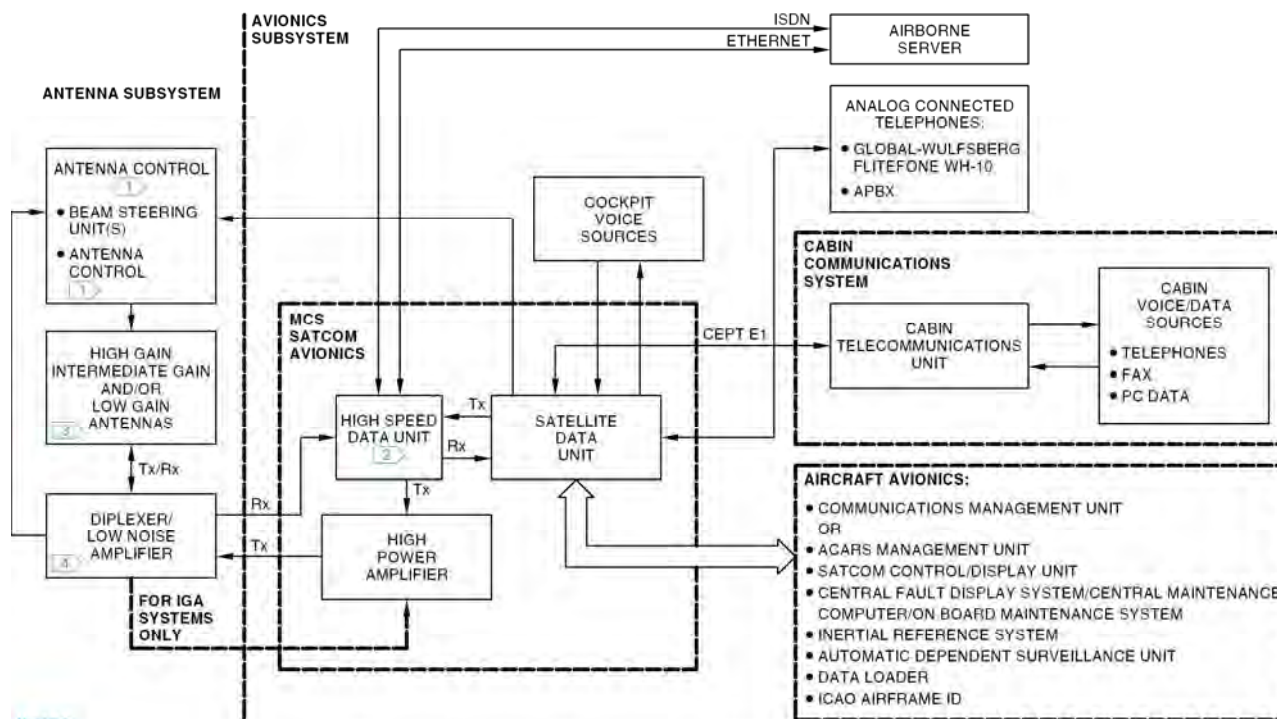 AVIONICS
SUBSYSTEM
ISDN
ETHERNET
AIRBORNE
SERVER
ANTENNA SUBSYSTEM
ANTENNA CONTROL
1
• BEAM STEERING
UNIT(S)
• ANTENNA
CONTROL
1
ANALOG CONNECTED
TELEPHONES:
• GLOBAL-WULFSBERG
FLITEFONE WH-10
• APBX
COCKPIT
VOICE
SOURCES
CABIN
COMMUNICATIONS
SYSTEM
CABIN
TELECOMMUNICATIONS
UNIT
CABIN
VOICE/DATA
SOURCES
• TELEPHONES
• FAX
• PC DATA
MCS
SATCOM
AVIONICS
CEPT E1
HIGH GAIN
INTERMEDIATE GAIN
AND/OR
LOW GAIN
ANTENNAS
3
HIGH SPEED
DATA UNIT
2
Tx
Rx
SATELLITE
DATA
UNIT
Tx/Rx
Tx
Rx
DIPLEXER/
LOW NOISE
AMPLIFIER
4
Tx
HIGH
POWER
AMPLIFIER
FOR IGA
SYSTEMS
ONLY
AIRCRAFT AVIONICS:
• COMMUNICATIONS MANAGEMENT UNIT
OR
• ACARS MANAGEMENT UNIT
• SATCOM CONTROL/DISPLAY UNIT
• CENTRAL FAULT DISPLAY SYSTEM/CENTRAL MAINTENANCE
COMPUTER/ON BOARD MAINTENANCE SYSTEM
• INERTIAL REFERENCE SYSTEM
• AUTOMATIC DEPENDENT SURVEILLANCE UNIT
• DATA LOADER
• ICAO AIRFRAME ID